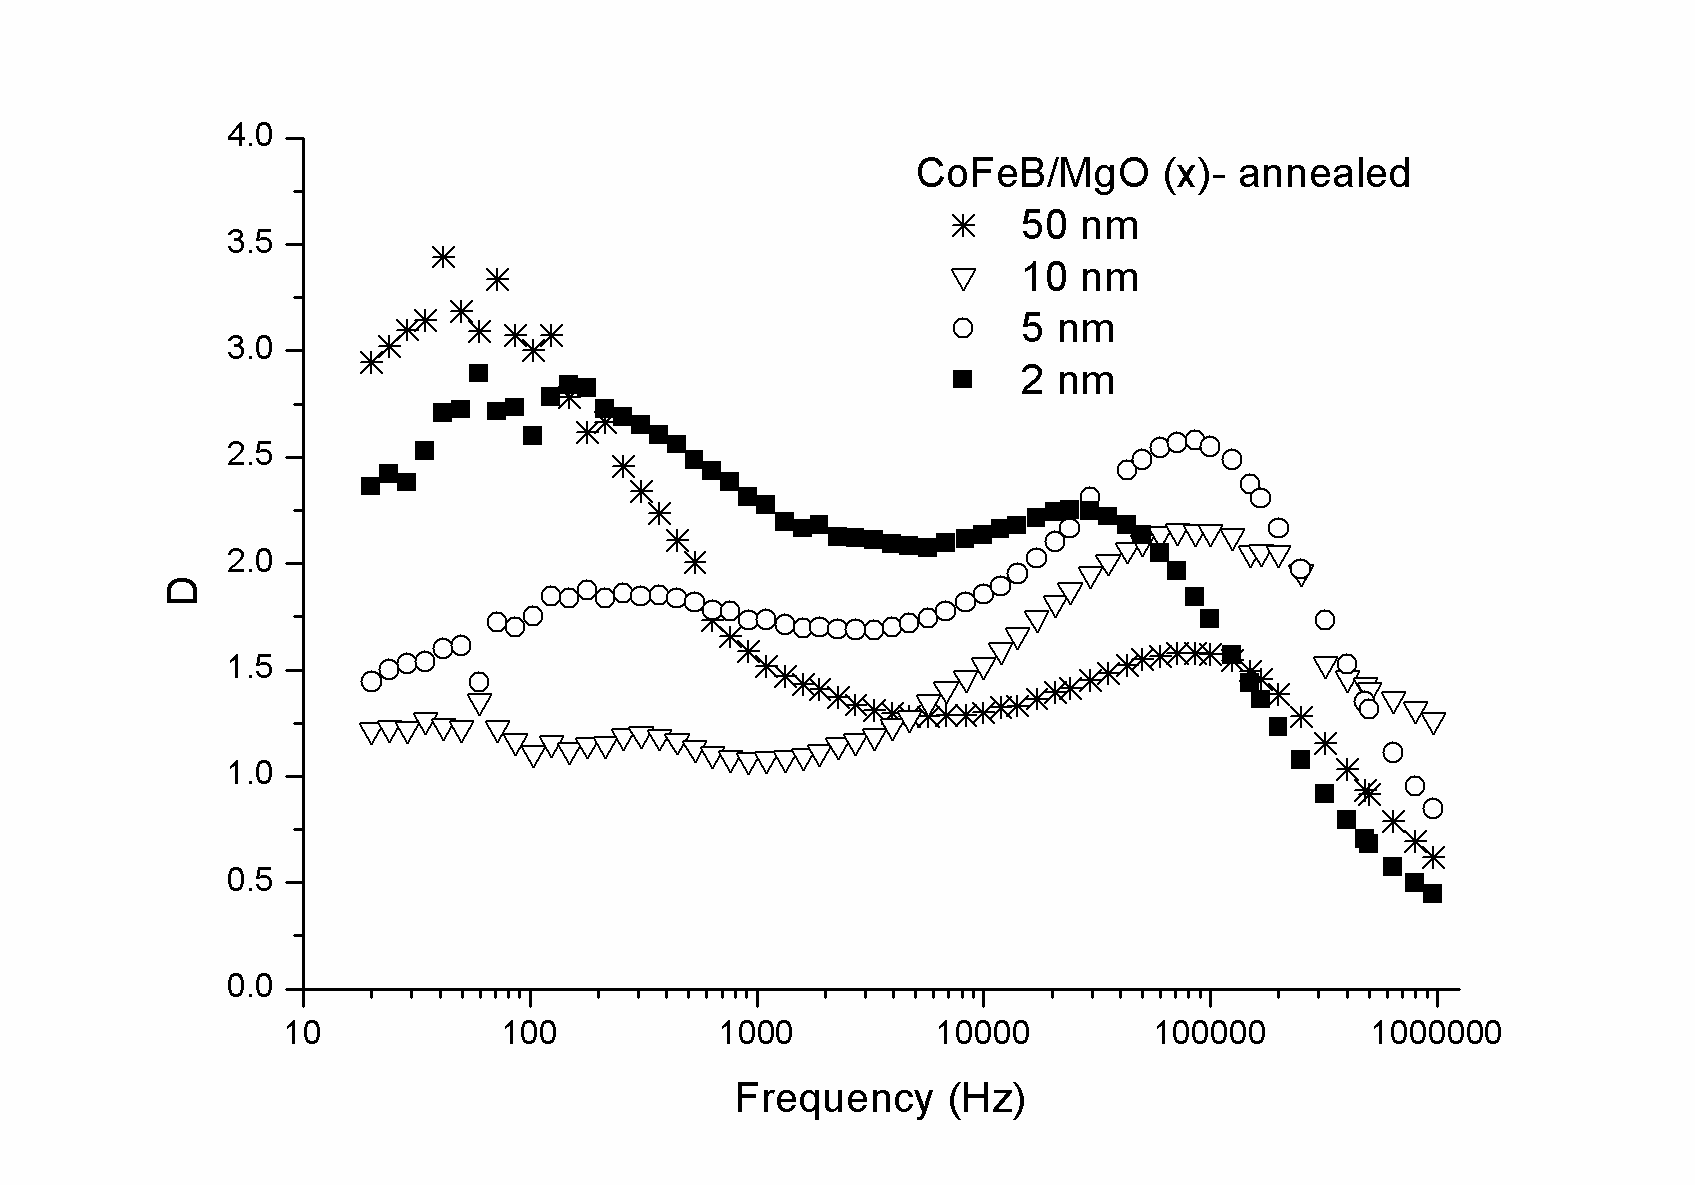 CoFeB/MgO (x)- annealed
50 nm
10 nm
5 nm
2 nm
4.0
3.5
3.0
2.5
2.0
1.5
1.0
0.5
0.0
D
10 100 1000 10000 100000 1000000
Frequency (Hz)